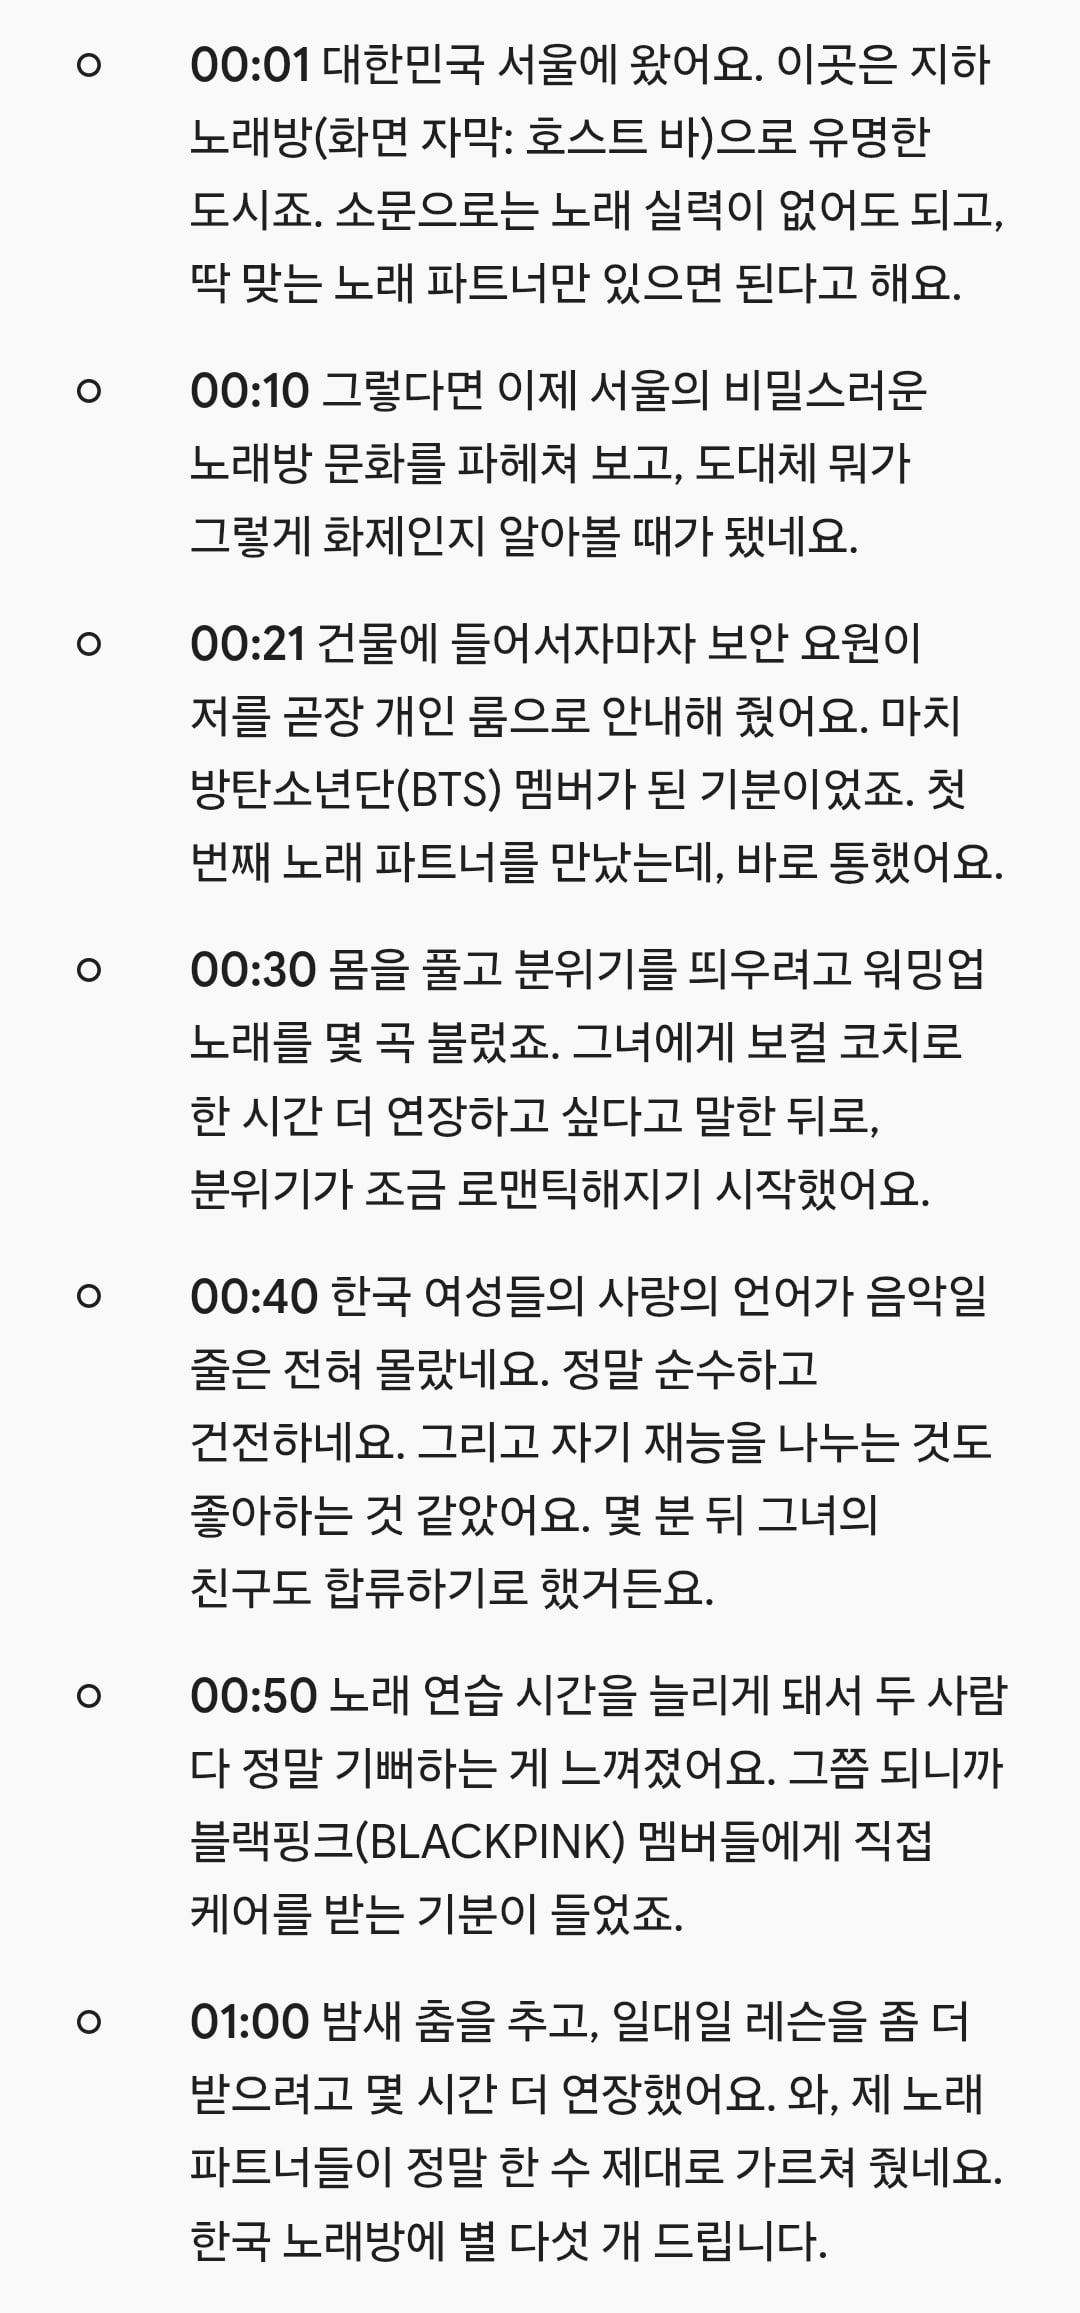 00:01 대한민국 서울에 왔어요. 이곳은 지하
노래방(화면 자막: 호스트 바)으로 유명한
도시죠. 소문으로는 노래 실력이 없어도 되고,
딱 맞는 노래 파트너만 있으면 된다고 해요.
00:10 그렇다면 이제 서울의 비밀스러운
노래방 문화를 파헤쳐 보고, 도대체 뭐가
그렇게 화제인지 알아볼 때가 됐네요.
00:21 건물에 들어서자마자 보안 요원이
저를 곧장 개인 룸으로 안내해 줬어요. 마치
방탄소년단(BTS) 멤버가 된 기분이었죠. 첫
번째 노래 파트너를 만났는데, 바로 통했어요.
00:30 몸을 풀고 분위기를 띄우려고 워밍업
노래를 몇 곡 불렀죠. 그녀에게 보컬 코치로
한 시간 더 연장하고 싶다고 말한 뒤로,
분위기가 조금 로맨틱해지기 시작했어요.
00:40 한국 여성들의 사랑의 언어가 음악일
줄은 전혀 몰랐네요. 정말 순수하고
건전하네요. 그리고 자기 재능을 나누는 것도
좋아하는 것 같았어요. 몇 분 뒤 그녀의
친구도 합류하기로 했거든요.
00:50 노래 연습 시간을 늘리게 돼서 두 사람
다 정말 기뻐하는 게 느껴졌어요. 그쯤 되니까
블랙핑크(BLACKPINK) 멤버들에게 직접
케어를 받는 기분이 들었죠.
01:00 밤새 춤을 추고, 일대일 레슨을 좀 더
받으려고 몇 시간 더 연장했어요. 와, 제 노래
파트너들이 정말 한 수 제대로 가르쳐 줬네요.
한국 노래방에 별 다섯 개 드립니다.